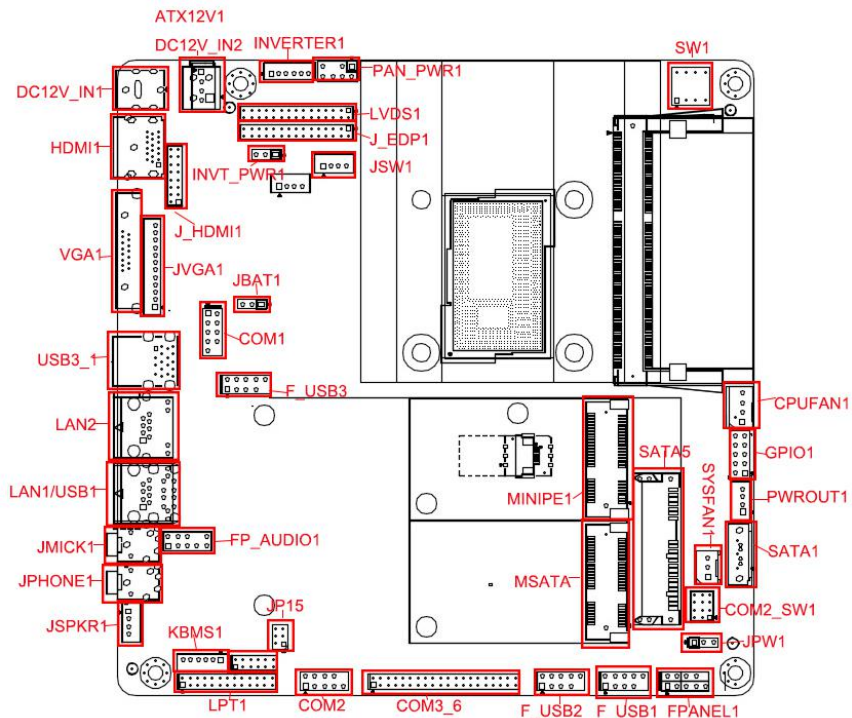 ATX12V1
DC12V_IN2
INVERTER1
SW1
PAN_PWR1
DC12V_IN1
LVDS1
HDMI1
J_EDP1
INVT_PWR1
JSW1
J_HDMI1
VGA1
JVGA1
JBAT1
COM1
USB3_1
F_USB3
CPUFAN1
LAN2
GPIO1
SATA5
SYSFAN1
LAN1/USB1
MINIPE1
PWROUT1
JMICK1
FP_AUDIO1
SATA1
JPHONE1
MSATA
JP15
COM2_SW1
JSPKR1
KBMS1
JPW1
LPT1
COM2
COM3_6
F_USB2
F_USB1
FPANEL1